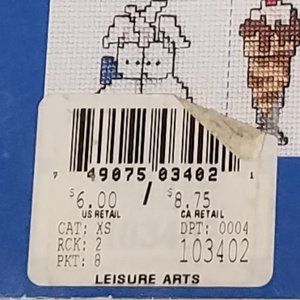 7 49075 03402 1
$6.00 / $8.75
US RETAIL CA RETAIL
CAT: XS DPT: 0004
RCK: 2 103402
PKT: 8
LEISURE ARTS